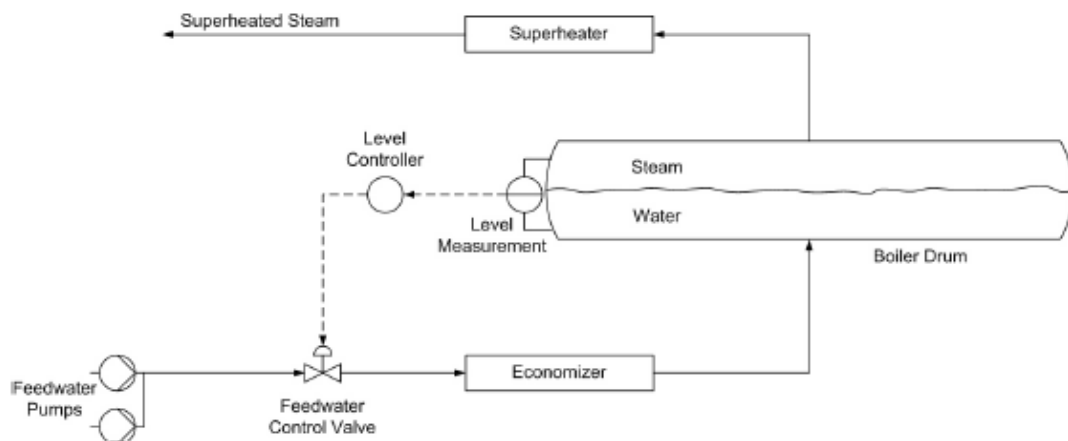 Superheated Steam
Superheater
Level
Controller
Steam
Water
Level
Measurement
Boiler Drum
Feedwater
Pumps
Feedwater
Control Valve
Economizer